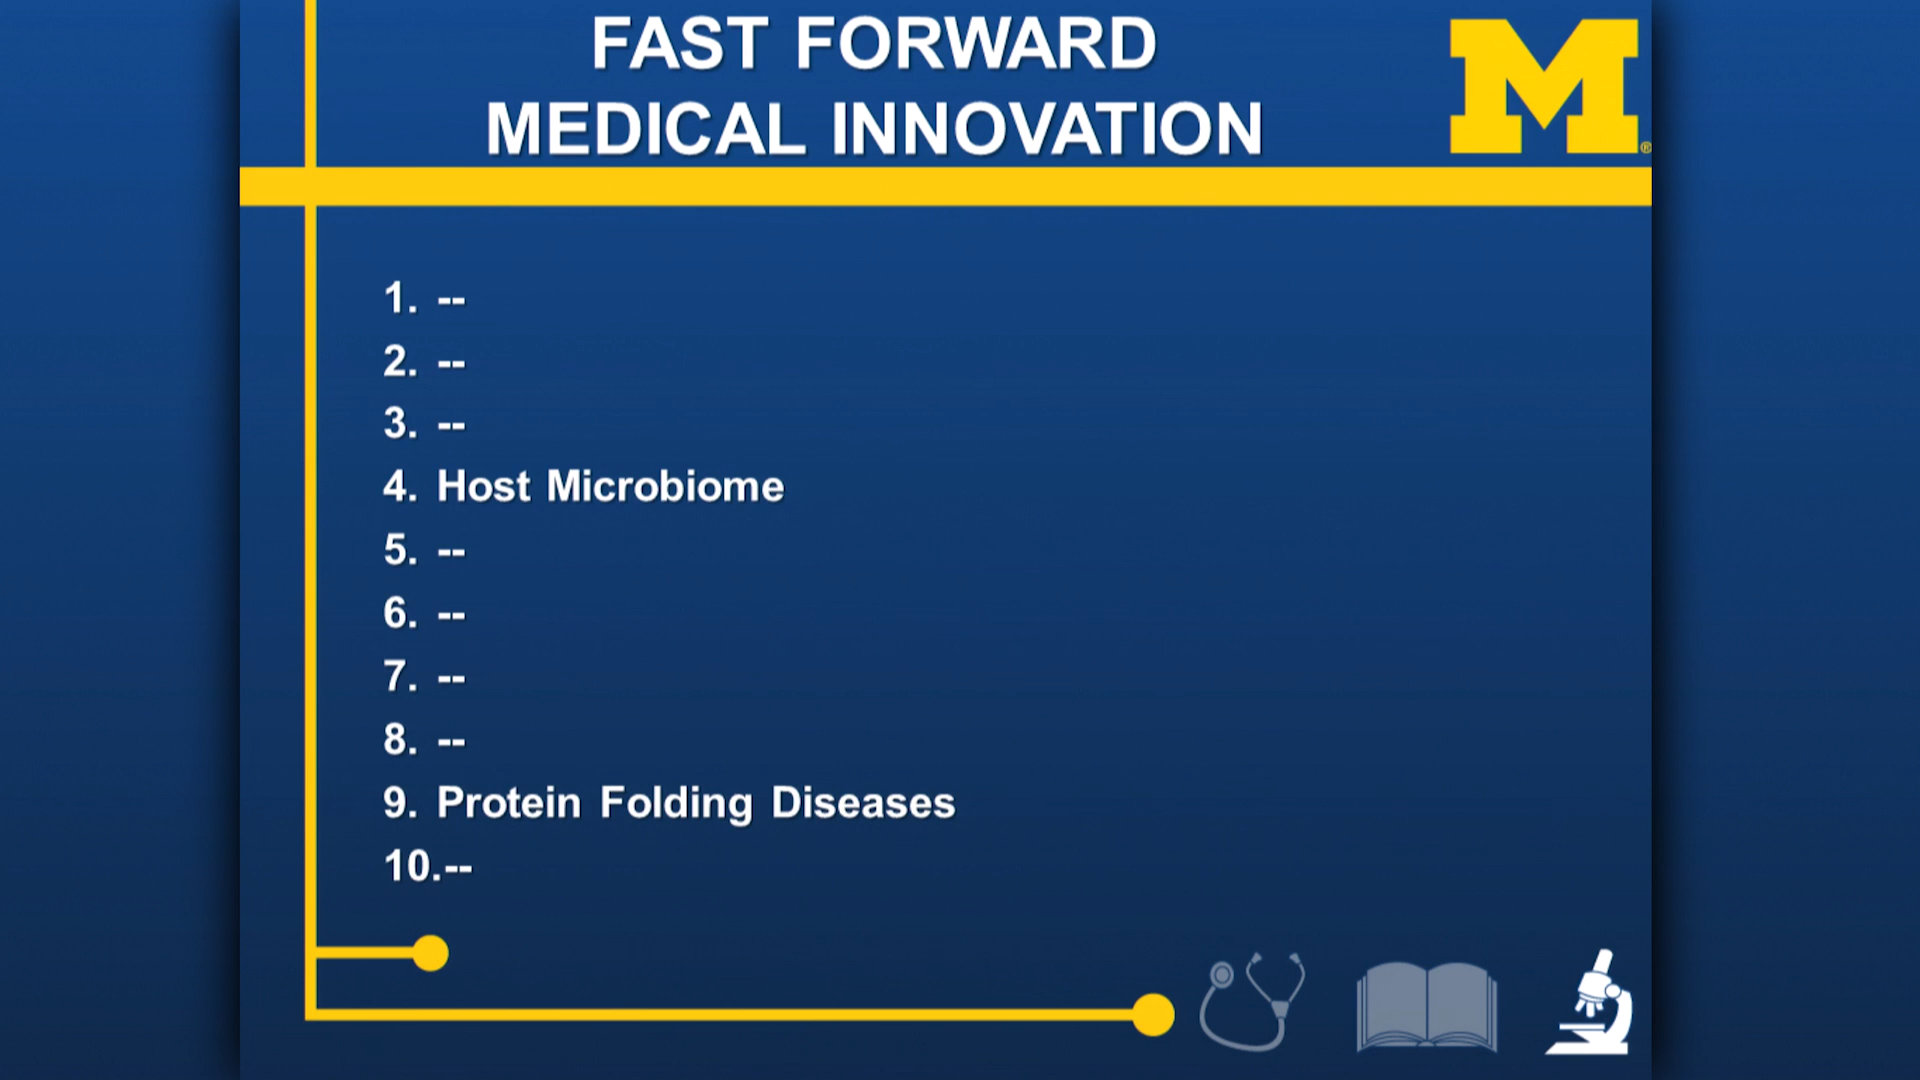 FAST FORWARD
MEDICAL INNOVATION
M®
1. --
2. --
3. --
4. Host Microbiome
5. --
6. --
7. --
8. --
9. Protein Folding Diseases
10.--